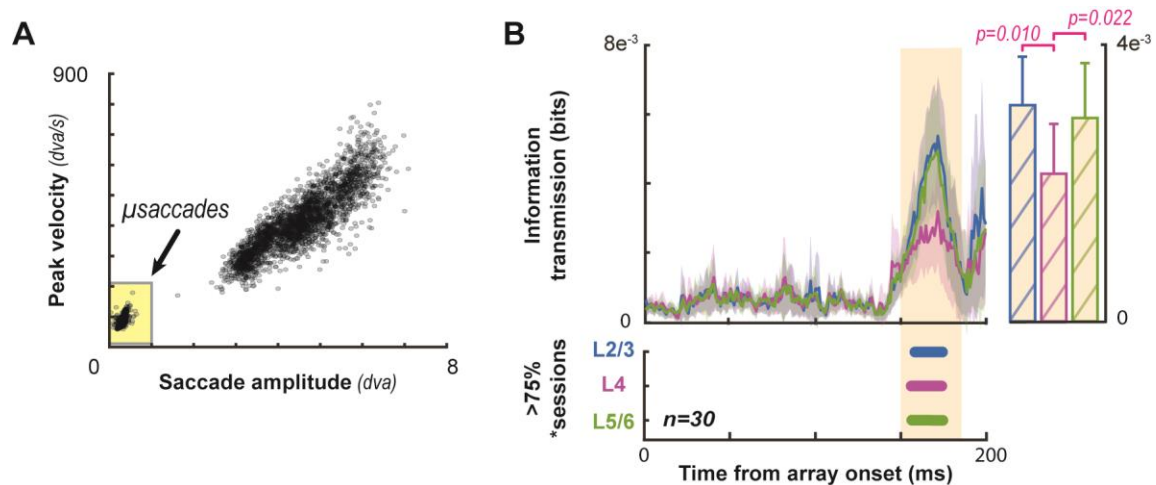 A
900
Peak velocity (dva/s)
µsaccades
0
8
Saccade amplitude (dva)
B
8e-3
Information
transmission (bits)
0
p=0.010
p=0.022
4e-3
0
>75%
*sessions
L2/3
L4
L5/6
n=30
0
200
Time from array onset (ms)